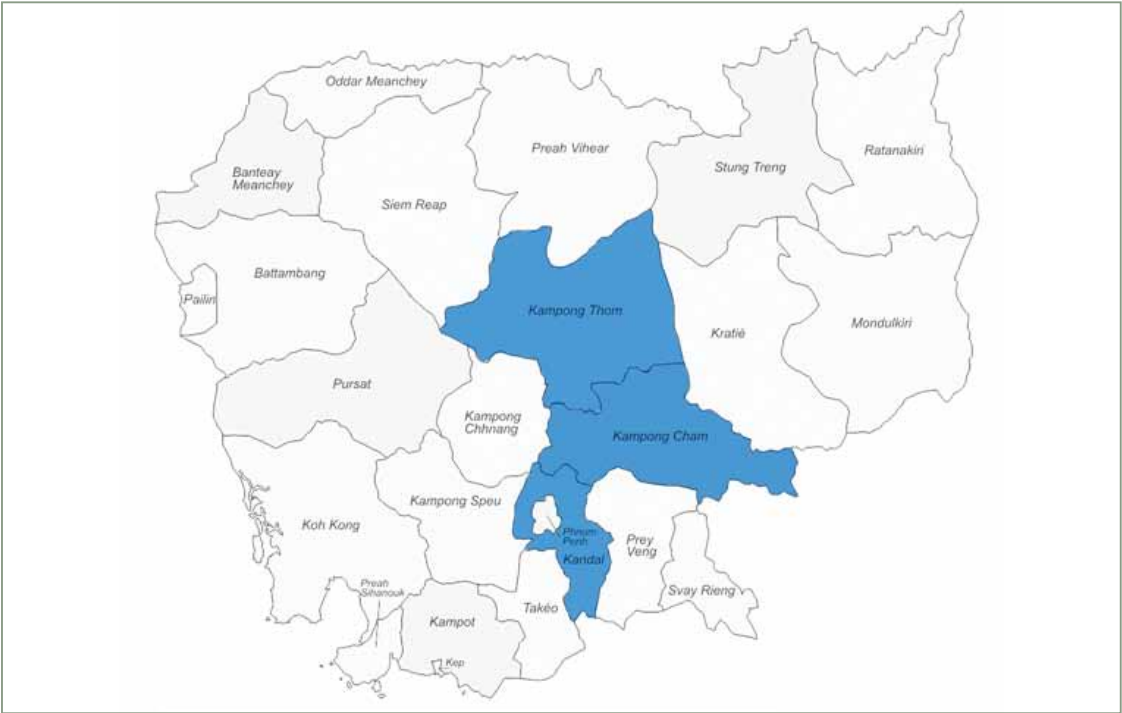 Oddar Meanchey
Preah Vihear
Ratanakiri
Stung Treng
Banteay
Meanchey
Siem Reap
Battambang
Pailin
Kampong Thom
Mondulkiri
Kratié
Pursat
Kampong
Chhnang
Kampong Cham
Kampong Speu
Koh Kong
Phnom
Penh
Prey
Veng
Kandal
Preah
Sihanouk
Svay Rieng
Takéo
Kampot
Kep